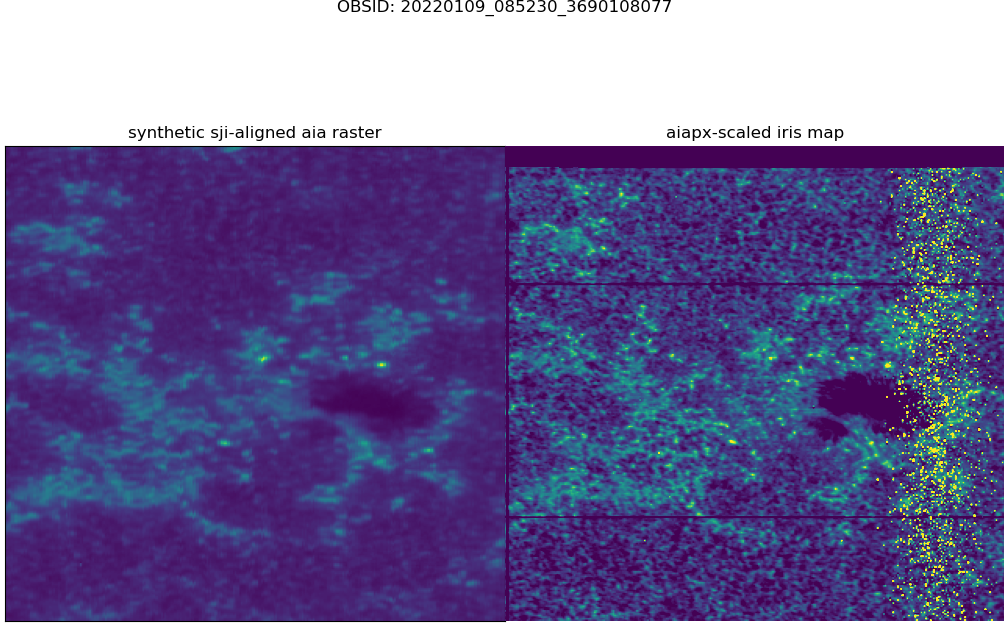 OBSID: 20220109_085230_3690108077
synthetic sji-aligned aia raster
aiapx-scaled iris map